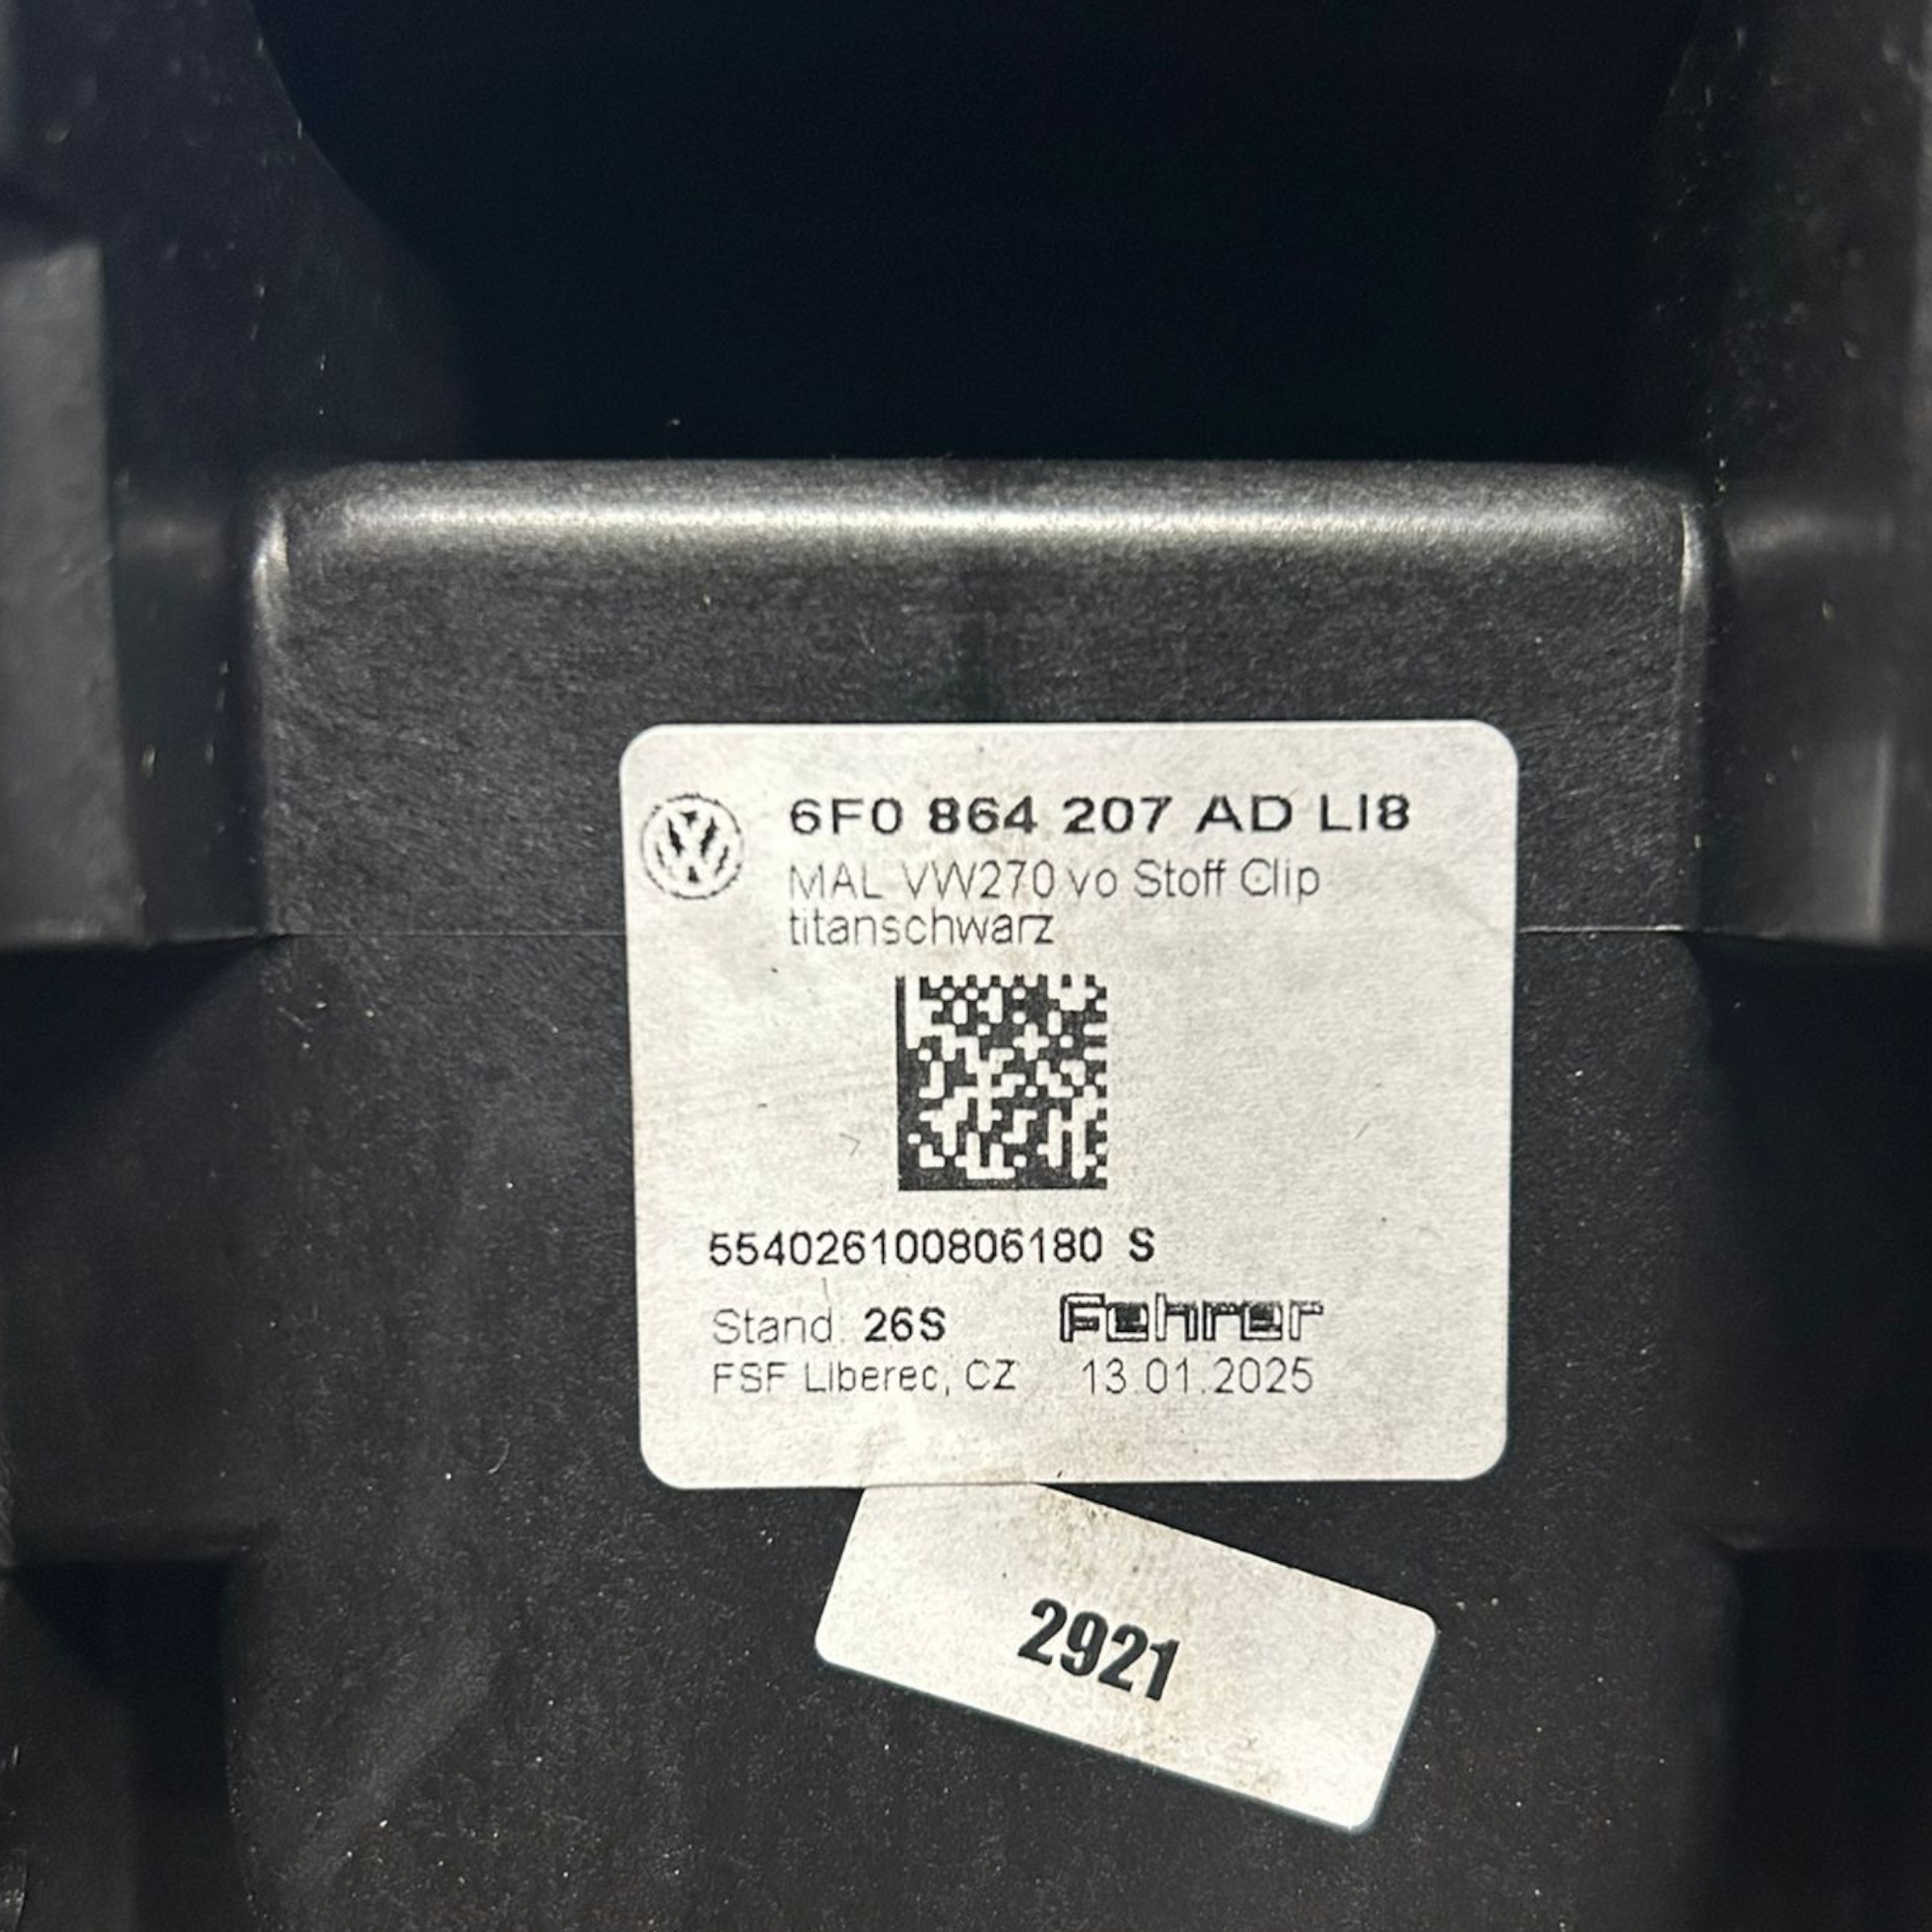 6F0 864 207 AD LI8
MAL VW270 vo Stoff Clip
titanschwarz
554026100806180 S
Stand: 26S Fehrer
FSF Liberec, CZ 13.01.2025
2921